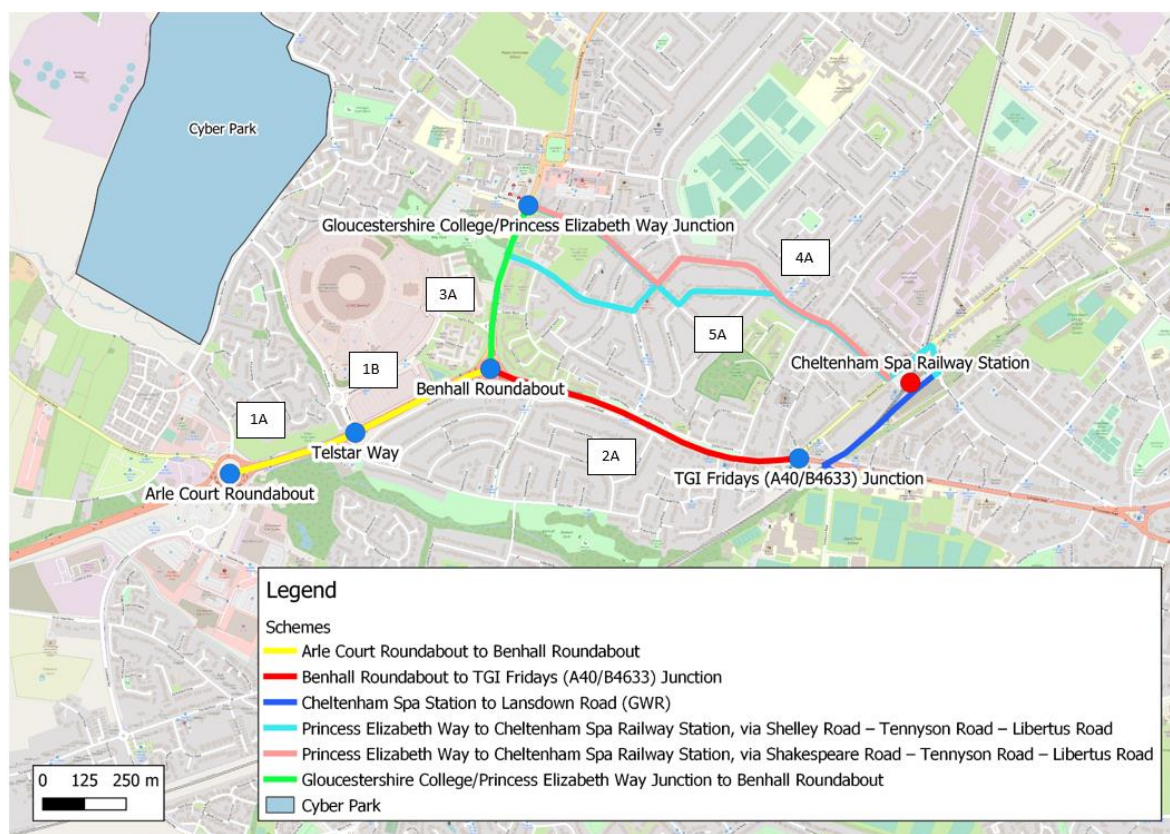 Cyber Park
Gloucestershire College/Princess Elizabeth Way Junction
4A
3A
5A
1B
Cheltenham Spa Railway Station
Benhall Roundabout
1A
Telstar Way
2A
TGI Fridays (A40/B4633) Junction
Arle Court Roundabout
Legend
Schemes
Arle Court Roundabout to Benhall Roundabout
Benhall Roundabout to TGI Fridays (A40/B4633) Junction
Cheltenham Spa Station to Lansdown Road (GWR)
Princess Elizabeth Way to Cheltenham Spa Railway Station, via Shelley Road – Tennyson Road – Libertus Road
Princess Elizabeth Way to Cheltenham Spa Railway Station, via Shakespeare Road – Tennyson Road – Libertus Road
Gloucestershire College/Princess Elizabeth Way Junction to Benhall Roundabout
Cyber Park
0 125 250 m